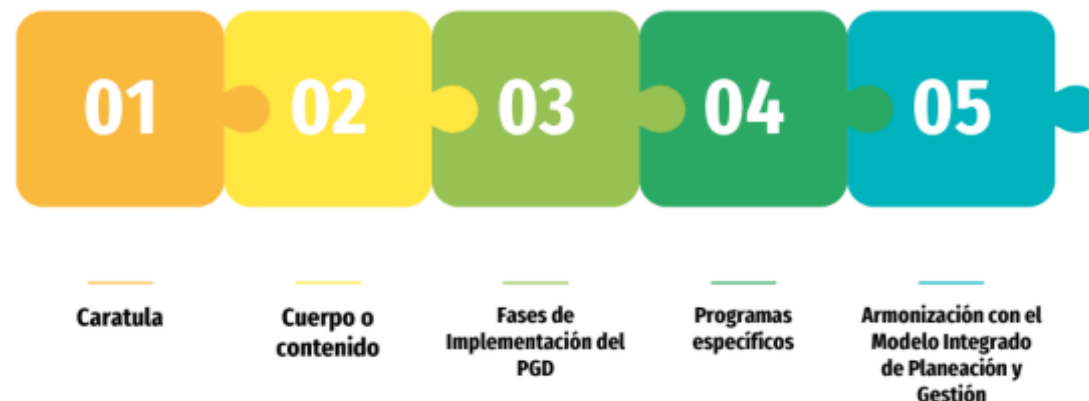 01
02
03
04
05
Caratula
Cuerpo o
contenido
Fases de
Implementación del
PGD
Programas
específicos
Armonización con el
Modelo Integrado
de Planeación y
Gestión